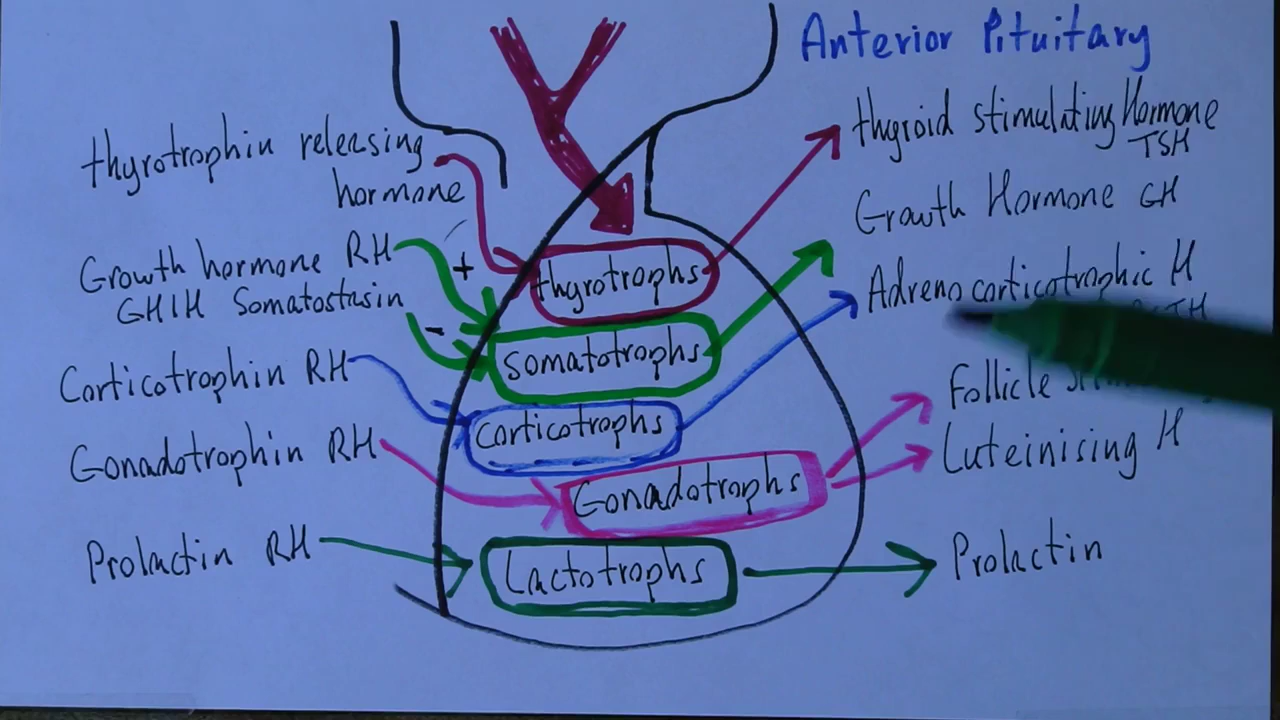 Anterior Pituitary
thyrotrophin releasing
hormone
Growth hormone RH
GHIH Somatostasin
Corticotrophin RH
Gonadotrophin RH
Prolactin RH
+
-
thyrotrophs
somatotrophs
corticotrophs
Gonadotrophs
Lactotrophs
thyroid stimulating Hormone
TSH
Growth Hormone GH
Adreno corticotrophic H
TH
Follicle
Luteinising H
Prolactin